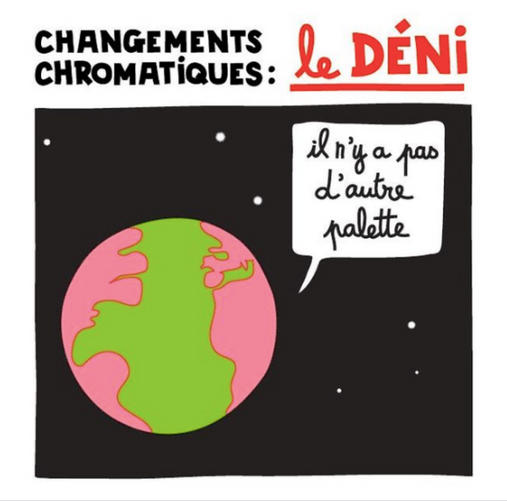 CHANGEMENTS
CHROMATiQUES: le DÉNi
il n'y a pas
d'autre
palette